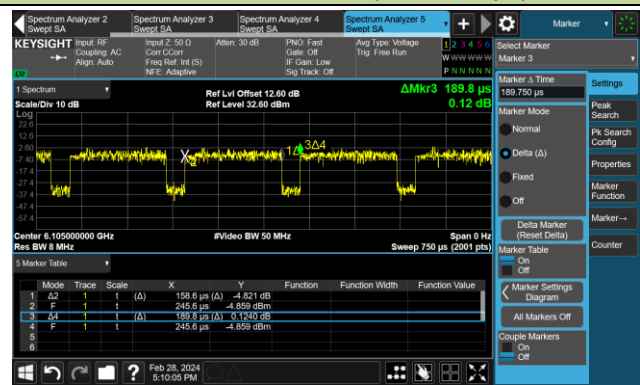 Spectrum Analyzer 2
Swept SA
Spectrum Analyzer 3
Swept SA
Spectrum Analyzer 4
Swept SA
Spectrum Analyzer 5
Swept SA
Marker
KEYSIGHT
Input: RF
Coupling: AC
Align: Auto
Input Z: 50 Ω
Corr CCorr
Freq Ref: Int (S)
NFE: Adaptive
Atten: 30 dB
PNO: Fast
Gate: Off
IF Gain: Low
Sig Track: Off
Avg Type: Voltage
Trig: Free Run
1 2 3 4 5 6
W W W W W W
P N N N N N
Select Marker
Marker 3
1 Spectrum
Scale/Div 10 dB
Log
Ref Lvl Offset 12.60 dB
Ref Level 32.60 dBm
ΔMkr3 189.8 µs
0.12 dB
22.6
12.6
2.60
-7.40
-17.4
-27.4
-37.4
-47.4
-57.4
1Δ
3Δ4
Center 6.105000000 GHz
Res BW 8 MHz
#Video BW 50 MHz
Span 0 Hz
Sweep 750 µs (2001 pts)
5 Marker Table
Mode Trace Scale X Y Function Function Width Function Value
1 Δ2 1 t (Δ) 158.6 µs (Δ) -4.821 dB
2 F 1 t 245.6 µs -4.859 dBm
3 Δ4 1 t (Δ) 189.8 µs (Δ) 0.1240 dB
4 F 1 t 245.6 µs -4.859 dBm
5
6
Marker Δ Time
189.750 µs
Marker Mode
Normal
Delta (Δ)
Fixed
Off
Delta Marker
(Reset Delta)
Marker Table
On
Off
Marker Settings
Diagram
All Markers Off
Couple Markers
On
Off
Settings
Peak
Search
Pk Search
Config
Properties
Marker
Function
Marker→
Counter
Feb 28, 2024
5:10:05 PM